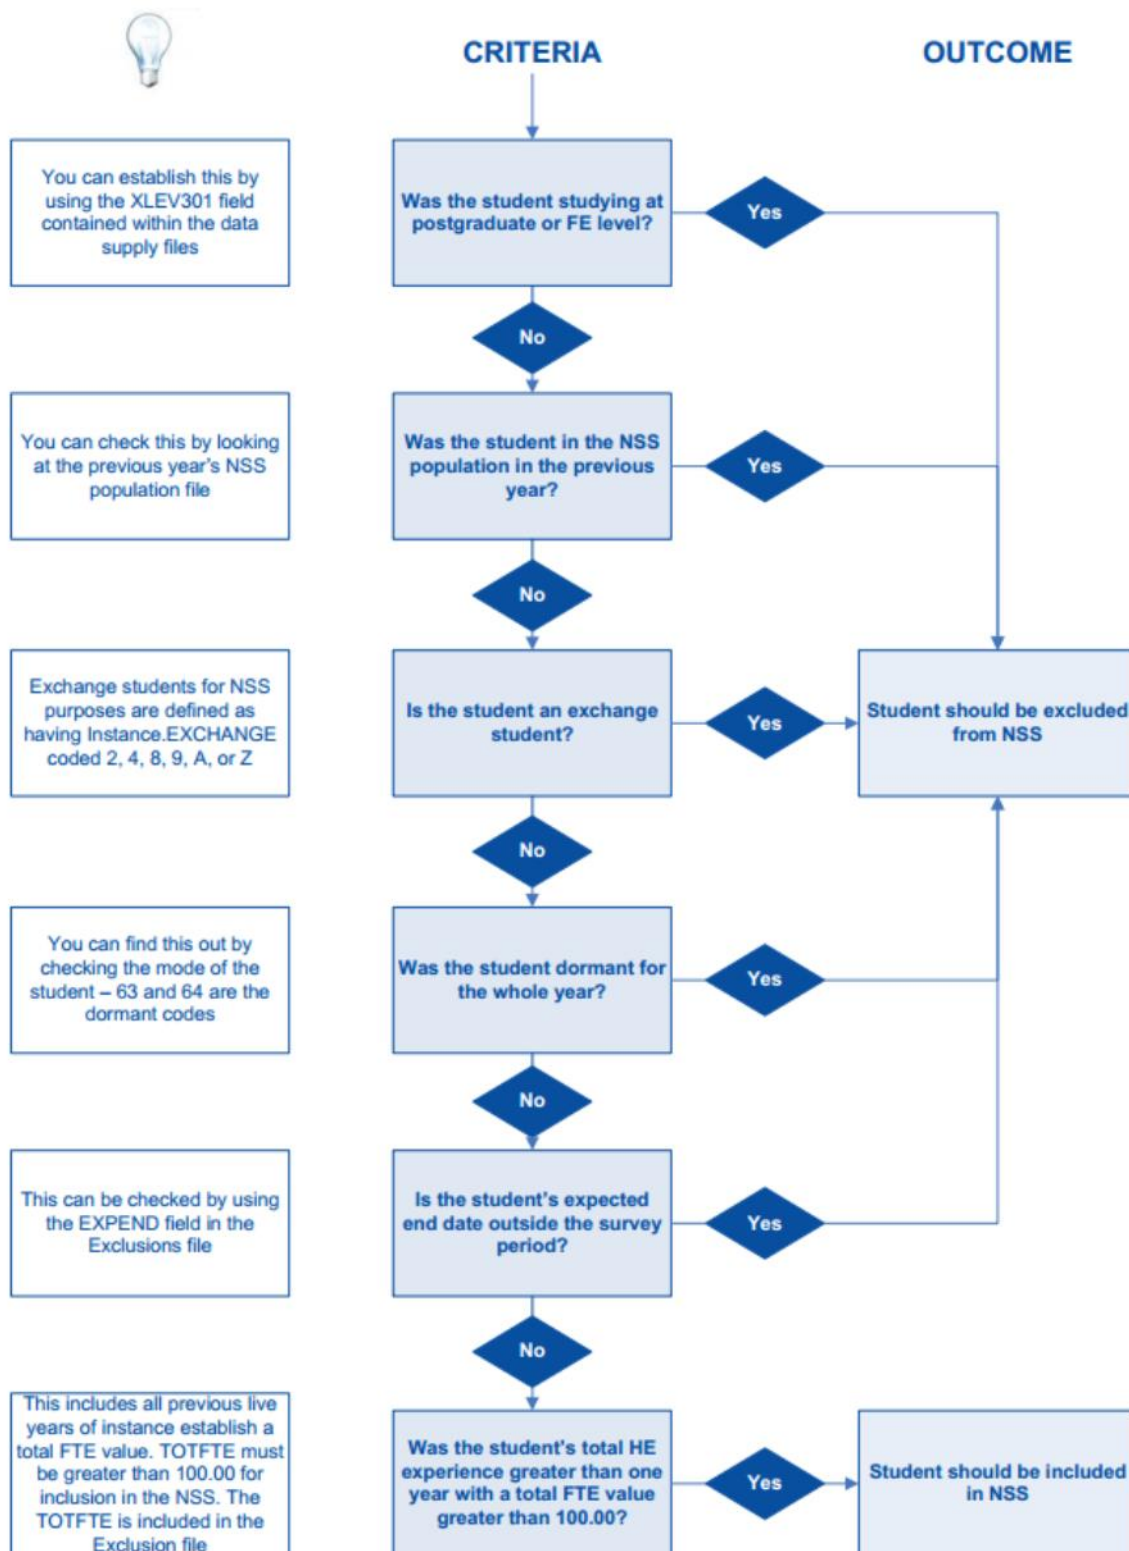 CRITERIA
OUTCOME
You can establish this by
using the XLEV301 field
contained within the data
supply files
Was the student studying at
postgraduate or FE level?
Yes
No
You can check this by looking
at the previous year's NSS
population file
Was the student in the NSS
population in the previous
year?
Yes
No
Exchange students for NSS
purposes are defined as
having Instance.EXCHANGE
coded 2, 4, 8, 9, A, or Z
Is the student an exchange
student?
Yes
Student should be excluded
from NSS
No
You can find this out by
checking the mode of the
student – 63 and 64 are the
dormant codes
Was the student dormant for
the whole year?
Yes
No
This can be checked by using
the EXPEND field in the
Exclusions file
Is the student's expected
end date outside the survey
period?
Yes
No
This includes all previous live
years of instance establish a
total FTE value. TOTFTE must
be greater than 100.00 for
inclusion in the NSS. The
TOTFTE is included in the
Exclusion file
Was the student's total HE
experience greater than one
year with a total FTE value
greater than 100.00?
Yes
Student should be included
in NSS